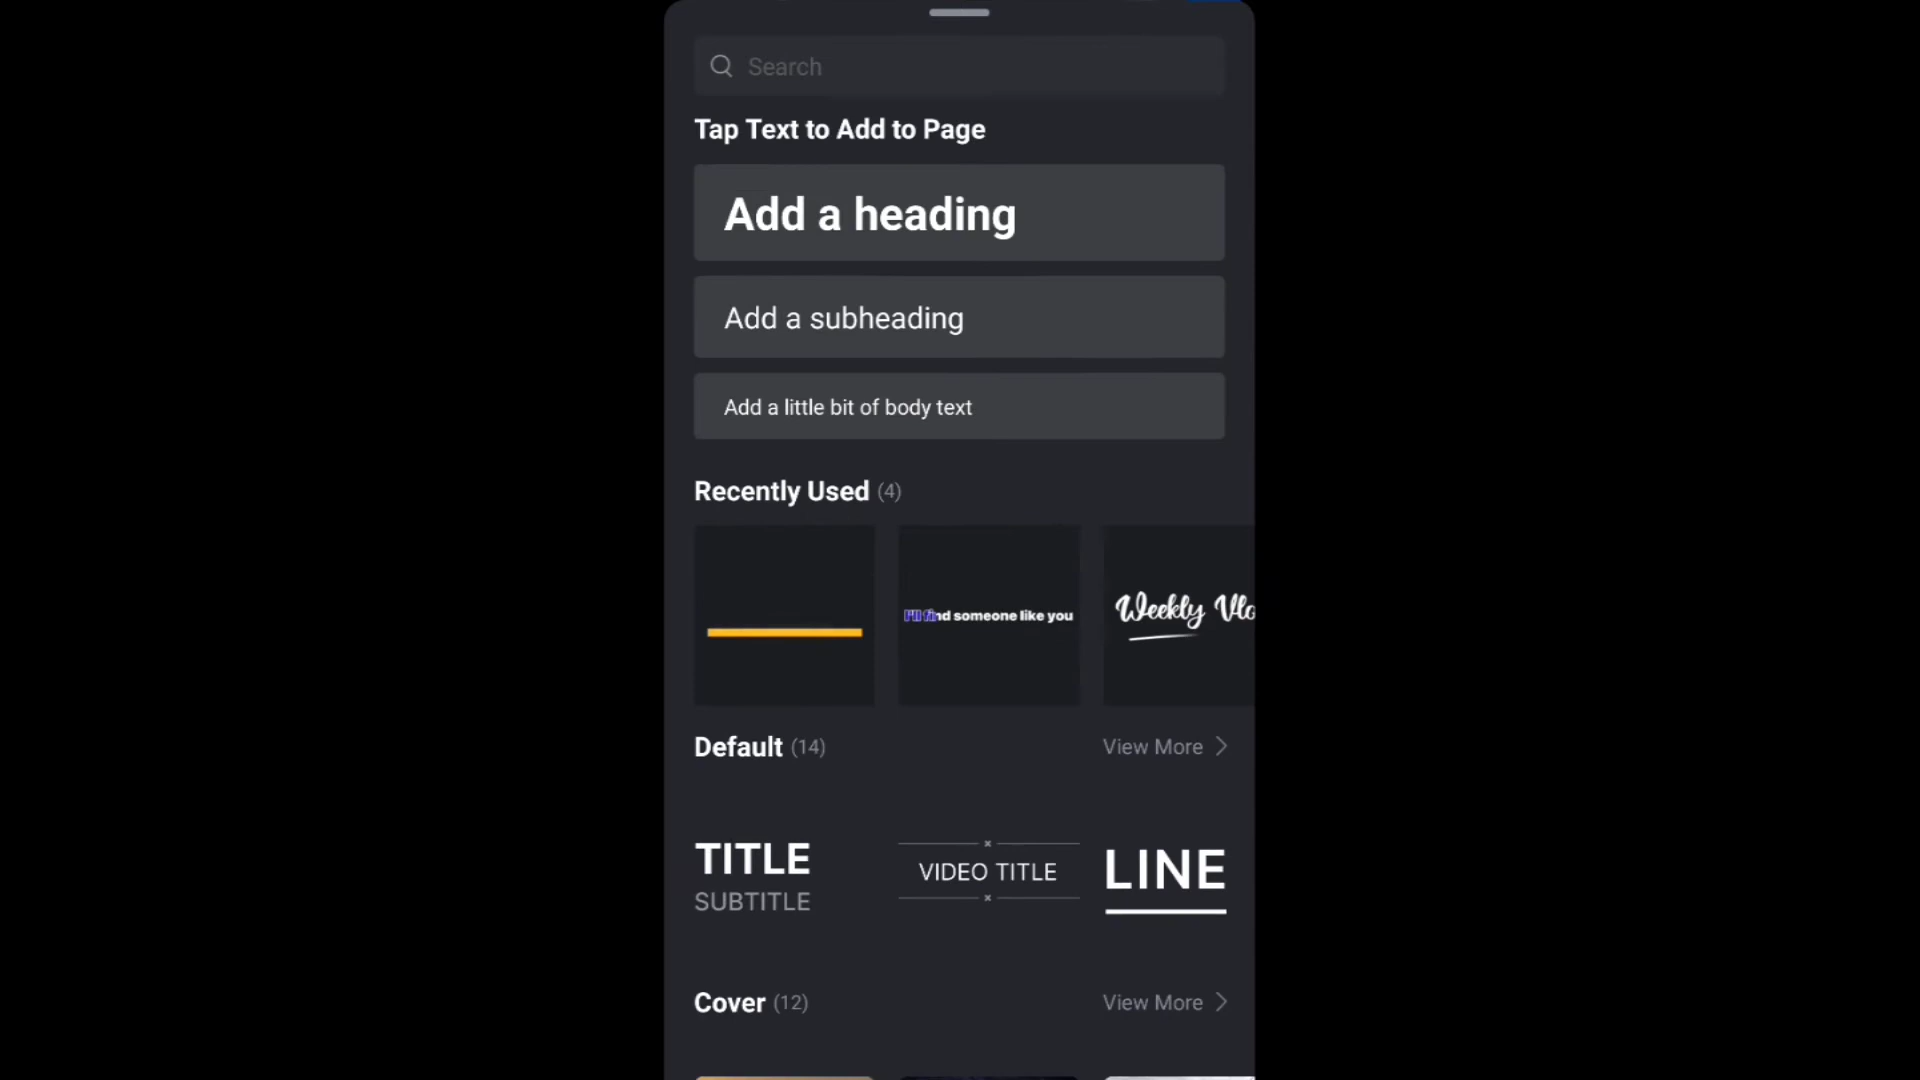 Search
Tap Text to Add to Page
Add a heading
Add a subheading
Add a little bit of body text
Recently Used (4)
I'll find someone like you
Weekly Vlo
Default (14)
View More
TITLE
SUBTITLE
VIDEO TITLE
LINE
Cover (12)
View More